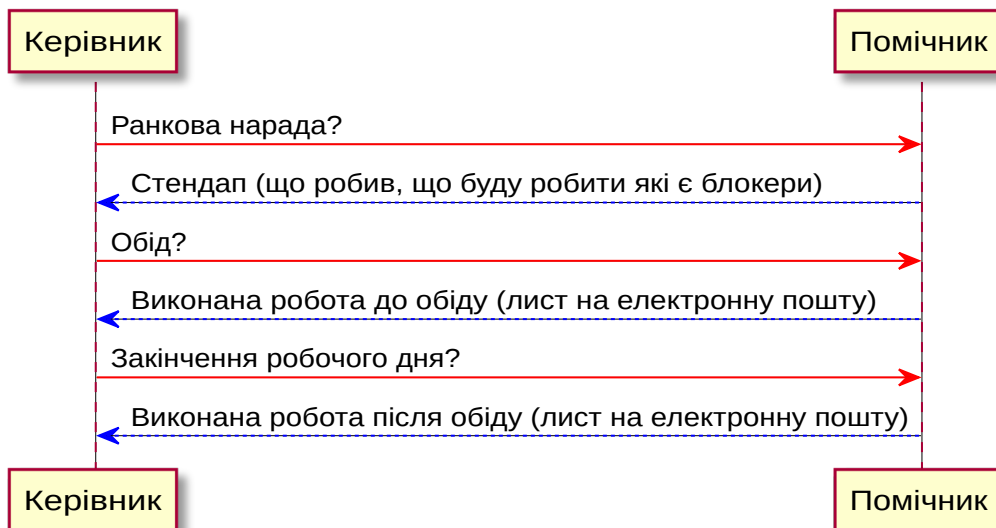 Керівник
Помічник
Ранкова нарада?
Стендап (що робив, що буду робити які є блокери)
Обід?
Виконана робота до обіду (лист на електронну пошту)
Закінчення робочого дня?
Виконана робота після обіду (лист на електронну пошту)
Керівник
Помічник